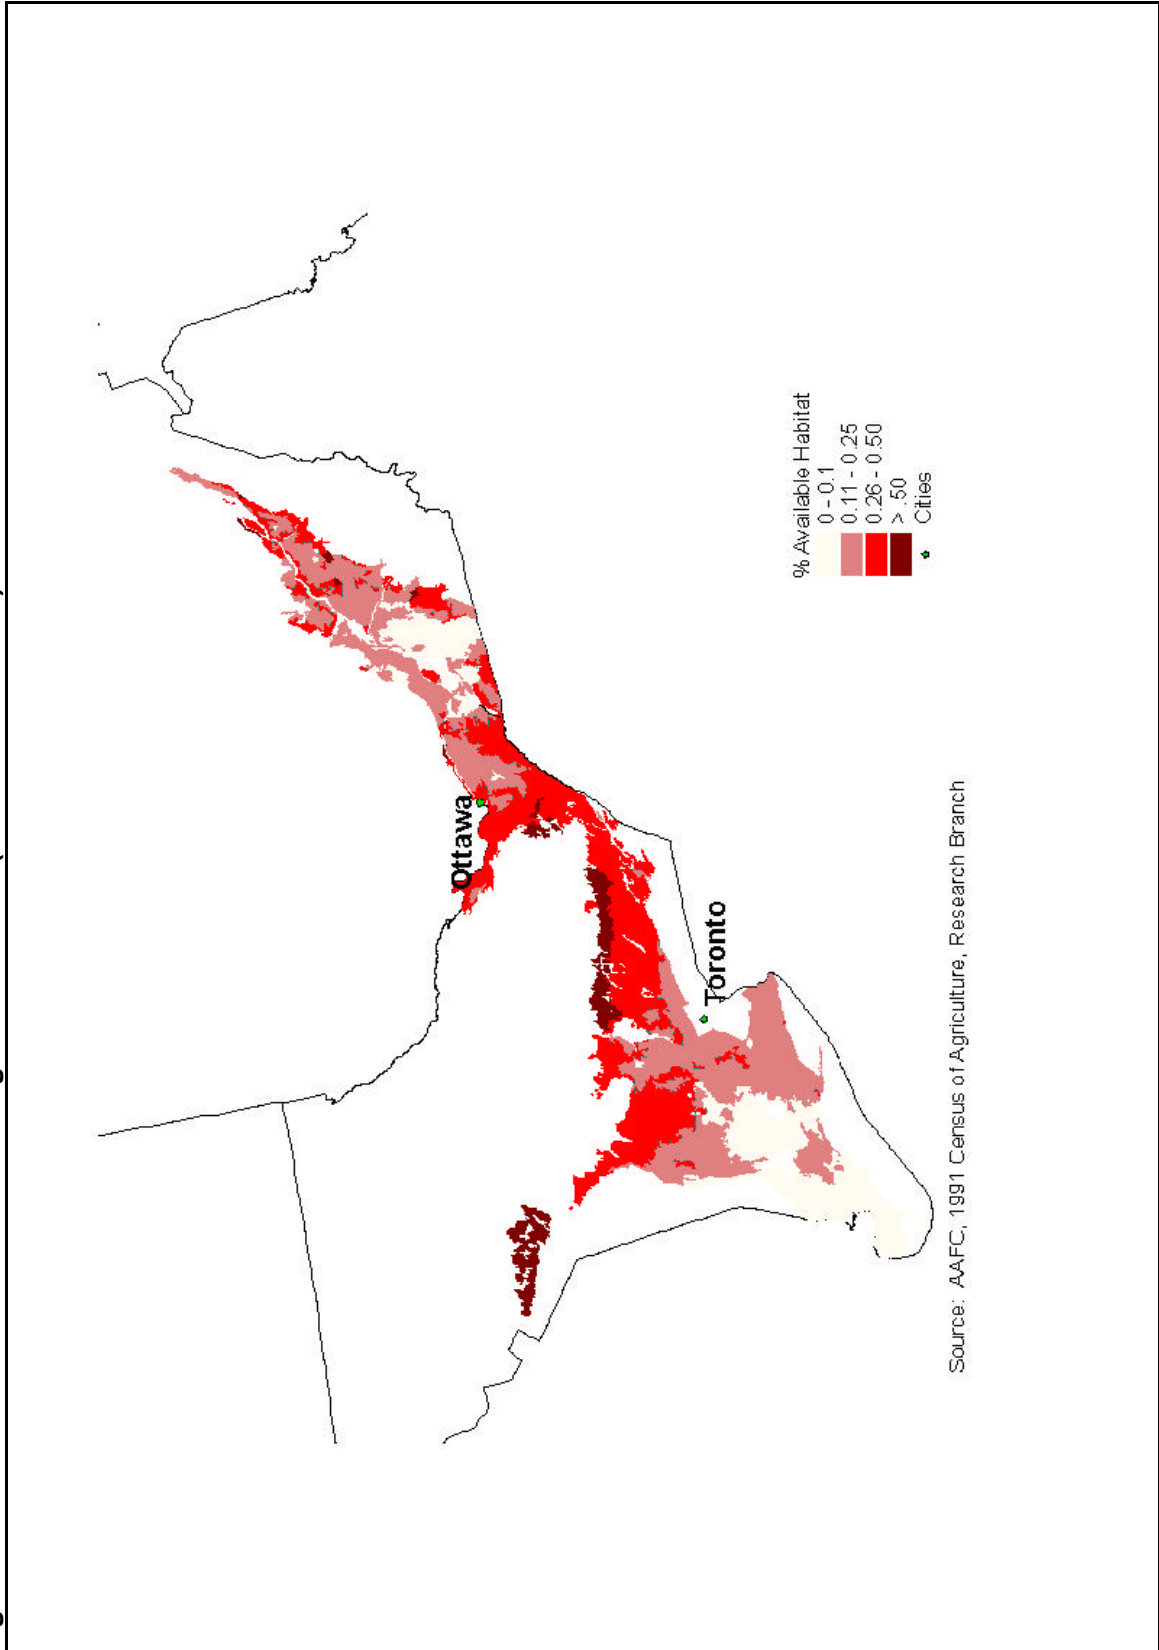 Ottawa
Toronto
% Available Habitat
0 - 0.1
0.11 - 0.25
0.26 - 0.50
> .50
Cities
Source: AAFC, 1991 Census of Agriculture, Research Branch